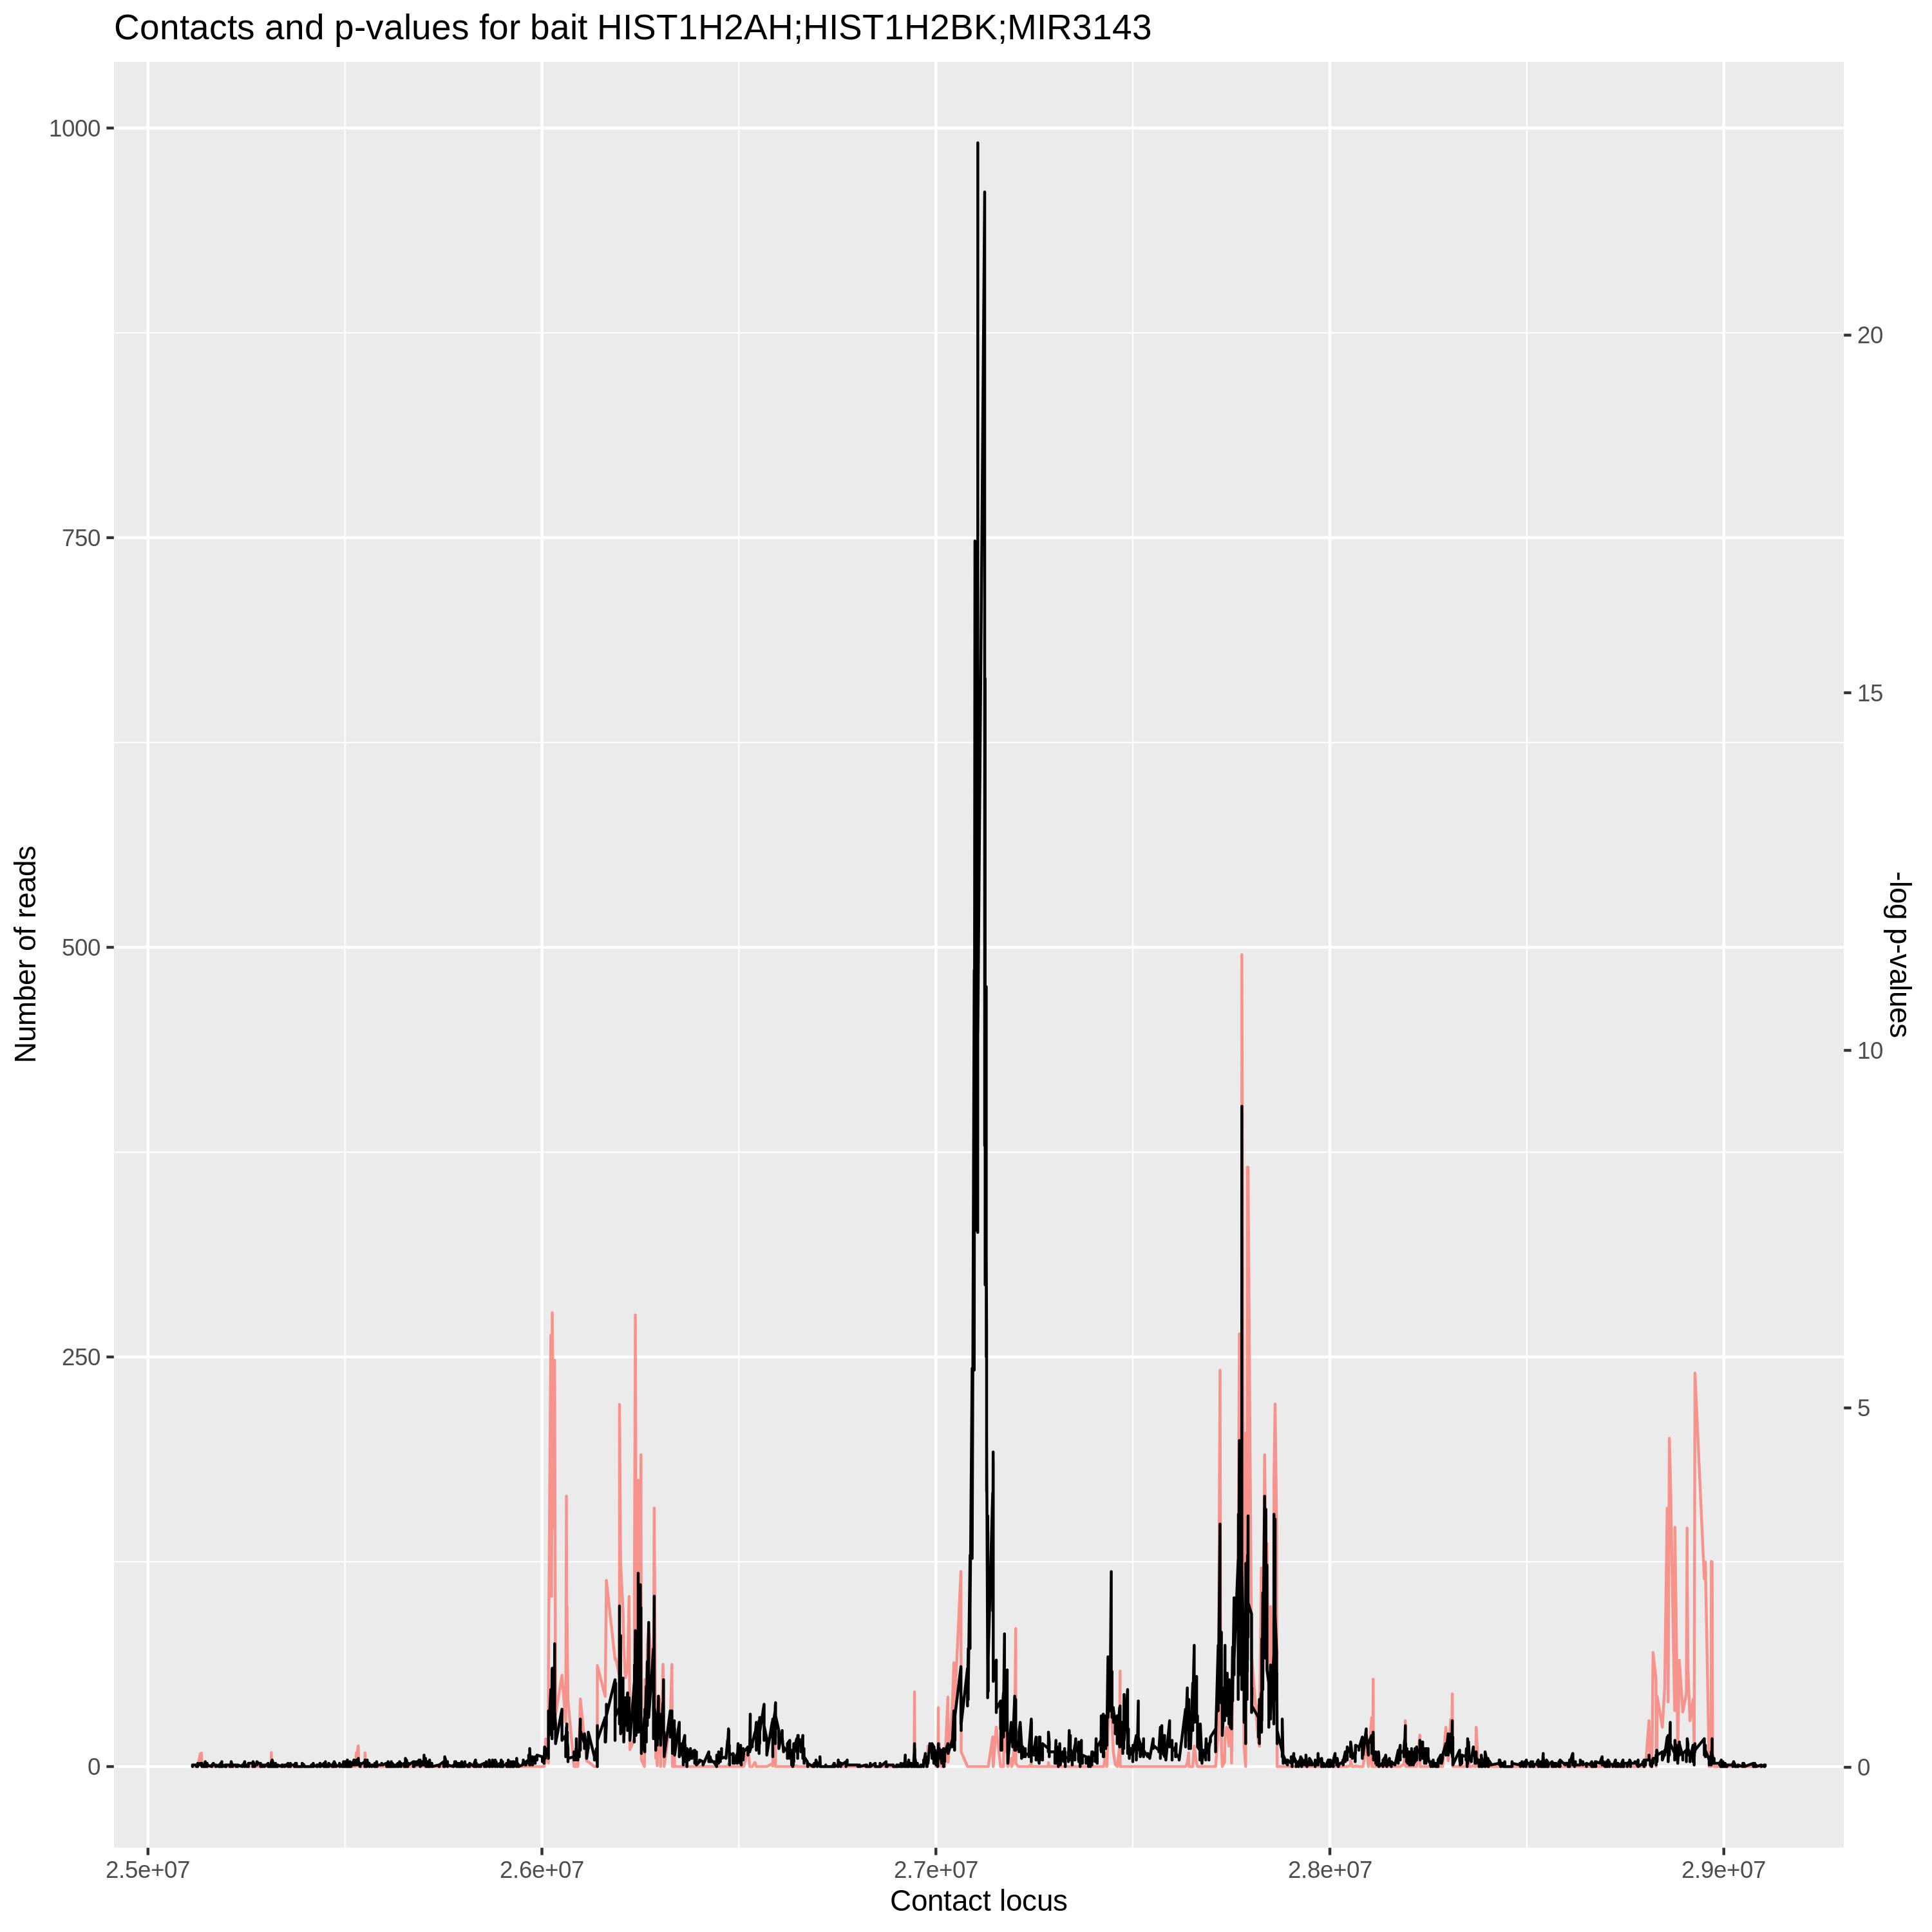 Contacts and p-values for bait HIST1H2AH;HIST1H2BK;MIR3143
1000
750
500
250
0
Number of reads
20
15
10
5
0
-log p-values
2.5e+07
2.6e+07
2.7e+07
2.8e+07
2.9e+07
Contact locus